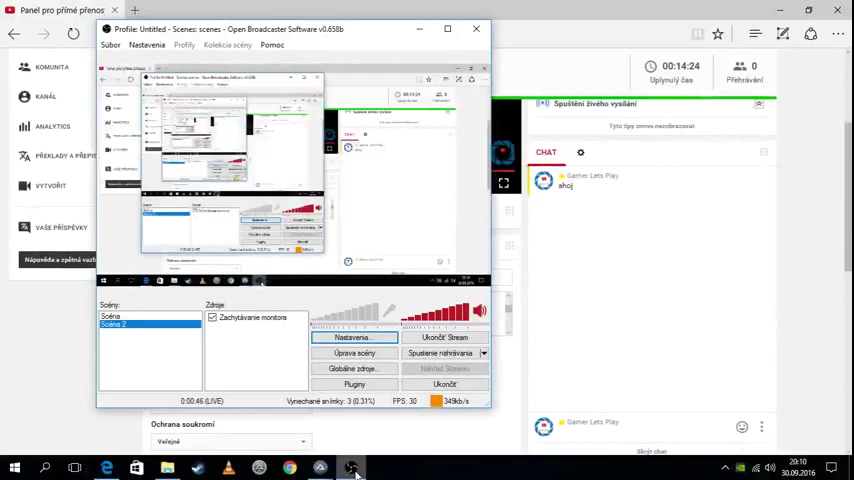 Panel pro přímé přenos
Profile: Untitled - Scenes: scenes - Open Broadcaster Software v0.658b
Súbor Nastavenia Profily Kolekcia scény Pomoc
KOMUNITA
KANÁL
ANALYTICS
PŘEKLADY A PŘEPIS
VYTVOŘIT
VAŠE PŘÍSPĚVKY
Nápověda a zpětná vazb
00:14:24
Uplynulý čas
0
Přehrávání
Spuštění živého vysílání
Tyto tipy znovu nezobrazovat
CHAT
Gamer Lets Play
ahoj
Scény:
Scéna
Scéna 2
Zdroje:
Zachytávanie monitora
Nastavenia...
Úprava scény
Globálne zdroje...
Pluginy
Ukončiť Stream
Spustenie nahrávania
Náhľad Streamu
Ukončiť
0:00:46 (LIVE)
Vynechané snímky: 3 (0.31%)
FPS: 30
349kb/s
Ochrana soukromí
Veřejné
Gamer Lets Play
Skrýt chat
20:10
30.09.2016